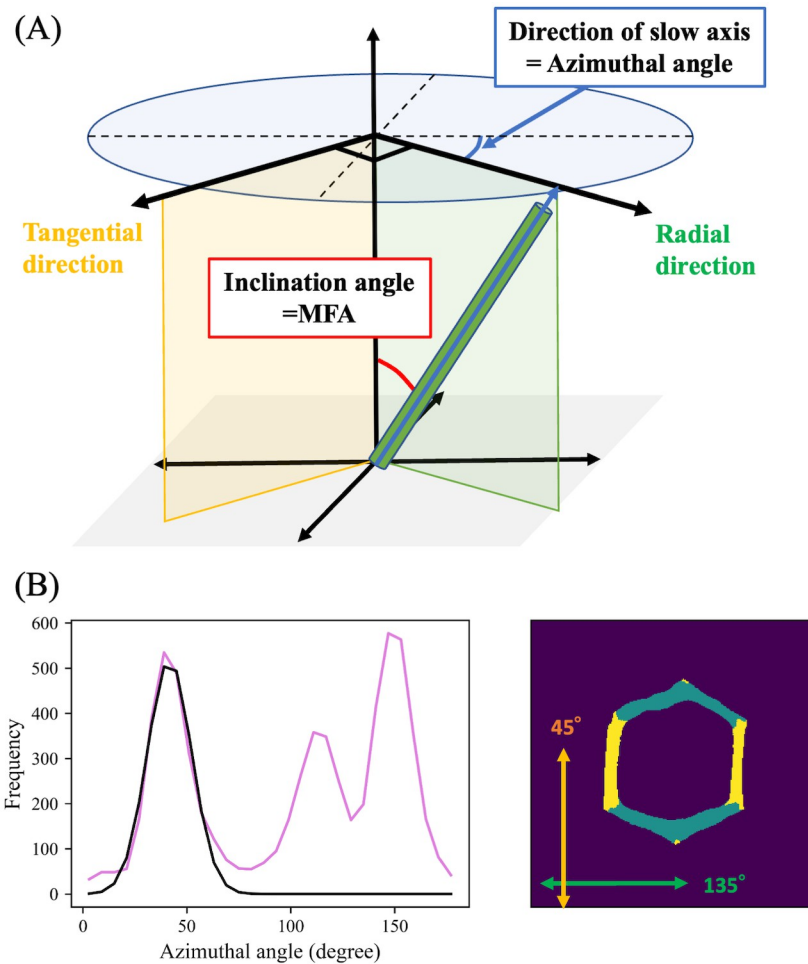 (A)
Direction of slow axis
= Azimuthal angle
Tangential
direction
Radial
direction
Inclination angle
=MFA
(B)
600
500
400
300
200
100
0
Frequency
0
50
100
150
Azimuthal angle (degree)
45°
135°